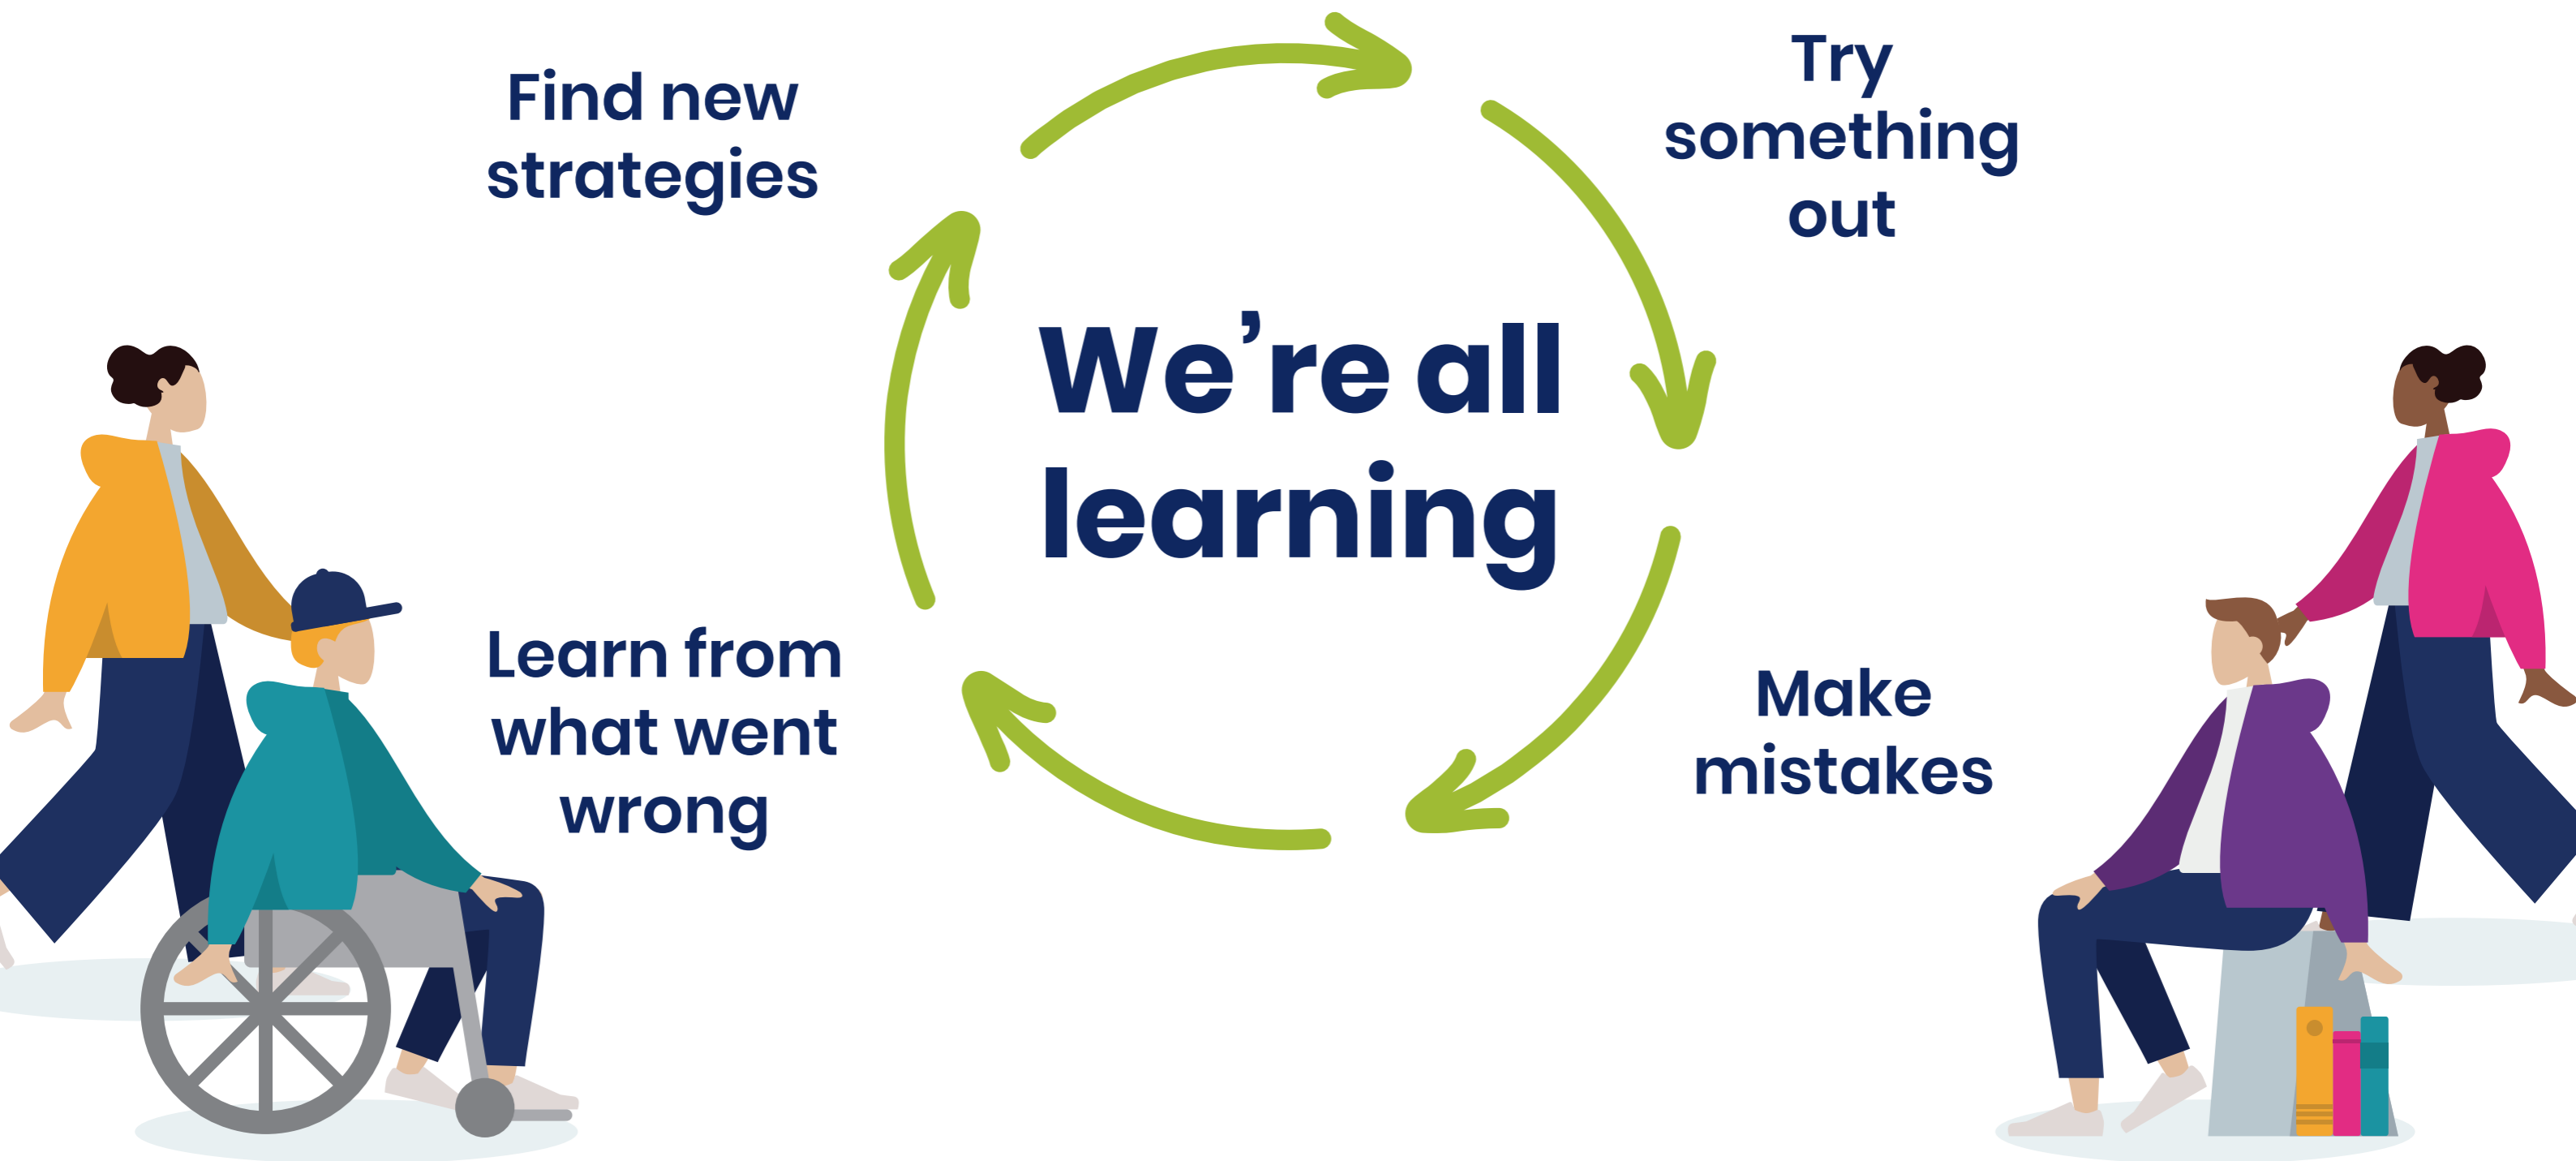 Find new
strategies
Try
something
out
We’re all
learning
Learn from
what went
wrong
Make
mistakes